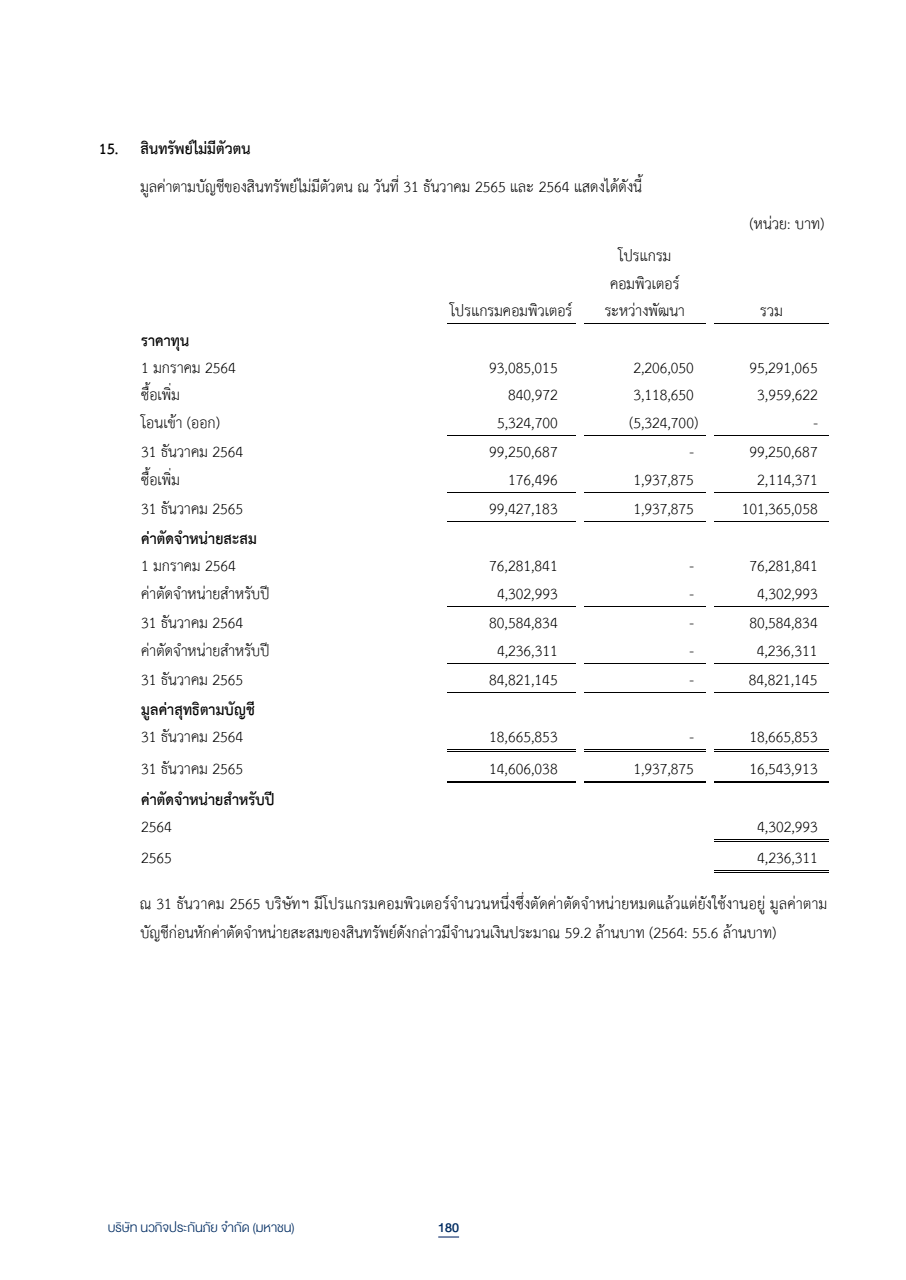 15. สินทรัพย์ไม่มีตัวตน
มูลค่าตามบัญชีของสินทรัพย์ไม่มีตัวตน ณ วันที่ 31 ธันวาคม 2565 และ 2564 แสดงได้ดังนี้
(หน่วย: บาท)
โปรแกรม
คอมพิวเตอร์
โปรแกรมคอมพิวเตอร์ ระหว่างพัฒนา รวม
ราคาทุน
1 มกราคม 2564 93,085,015 2,206,050 95,291,065
ซื้อเพิ่ม 840,972 3,118,650 3,959,622
โอนเข้า (ออก) 5,324,700 (5,324,700) -
31 ธันวาคม 2564 99,250,687 - 99,250,687
ซื้อเพิ่ม 176,496 1,937,875 2,114,371
31 ธันวาคม 2565 99,427,183 1,937,875 101,365,058
ค่าตัดจำหน่ายสะสม
1 มกราคม 2564 76,281,841 - 76,281,841
ค่าตัดจำหน่ายสำหรับปี 4,302,993 - 4,302,993
31 ธันวาคม 2564 80,584,834 - 80,584,834
ค่าตัดจำหน่ายสำหรับปี 4,236,311 - 4,236,311
31 ธันวาคม 2565 84,821,145 - 84,821,145
มูลค่าสุทธิตามบัญชี
31 ธันวาคม 2564 18,665,853 - 18,665,853
31 ธันวาคม 2565 14,606,038 1,937,875 16,543,913
ค่าตัดจำหน่ายสำหรับปี
2564 4,302,993
2565 4,236,311
ณ 31 ธันวาคม 2565 บริษัทฯ มีโปรแกรมคอมพิวเตอร์จำนวนหนึ่งซึ่งตัดค่าตัดจำหน่ายหมดแล้วแต่ยังใช้งานอยู่ มูลค่าตาม
บัญชีก่อนหักค่าตัดจำหน่ายสะสมของสินทรัพย์ดังกล่าวมีจำนวนเงินประมาณ 59.2 ล้านบาท (2564: 55.6 ล้านบาท)
บริษัท นวกิจประกันภัย จำกัด (มหาชน) 180